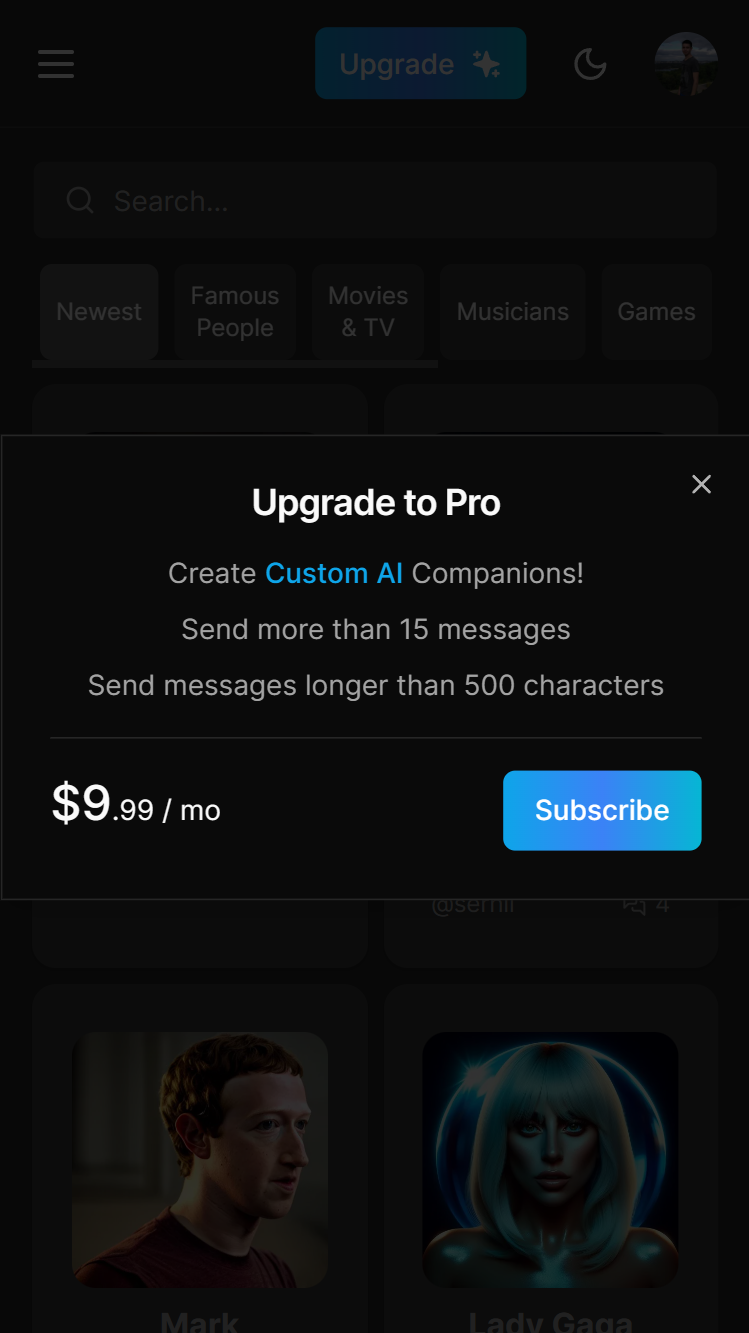 Upgrade
Search...
Newest
Famous
People
Movies
& TV
Musicians
Games
Upgrade to Pro
Create Custom AI Companions!
Send more than 15 messages
Send messages longer than 500 characters
$9.99 / mo
Subscribe
4
Mark
Lady Gaga